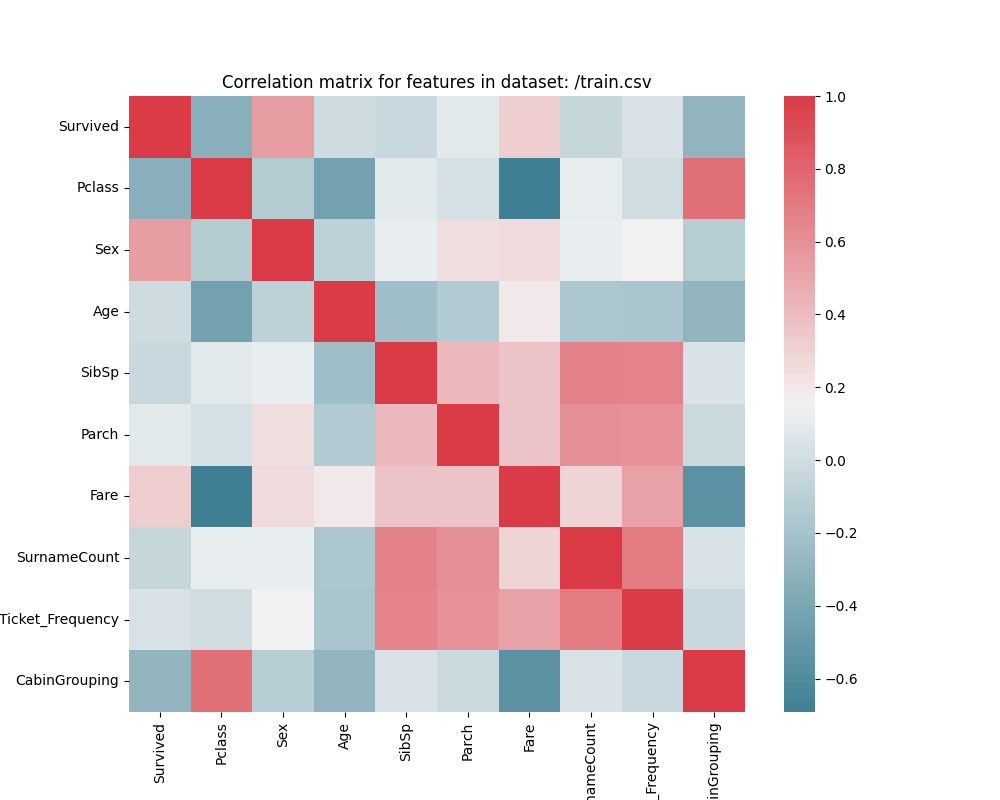 Correlation matrix for features in dataset: /train.csv
Survived
Pclass
Sex
Age
SibSp
Parch
Fare
SurnameCount
Ticket_Frequency
CabinGrouping
Survived
Pclass
Sex
Age
SibSp
Parch
Fare
nameCount
_Frequency
inGrouping
1.0
0.8
0.6
0.4
0.2
0.0
−0.2
−0.4
−0.6